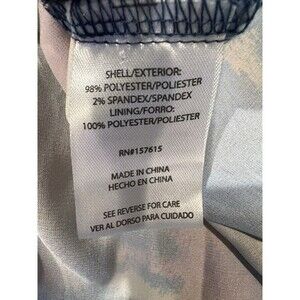 SHELL/EXTERIOR:
98% POLYESTER/POLIESTER
2% SPANDEX/SPANDEX
LINING/FORRO:
100% POLYESTER/POLIESTER
RN#157615
MADE IN CHINA
HECHO EN CHINA
SEE REVERSE FOR CARE
VER AL DORSO PARA CUIDADO